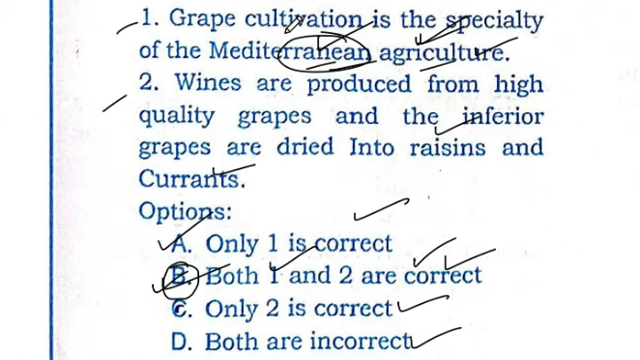 1. Grape cultivation is the specialty
of the Mediterranean agriculture.
2. Wines are produced from high
quality grapes and the inferior
grapes are dried Into raisins and
Currants.
Options:
A. Only 1 is correct
B. Both 1 and 2 are correct
C. Only 2 is correct
D. Both are incorrect